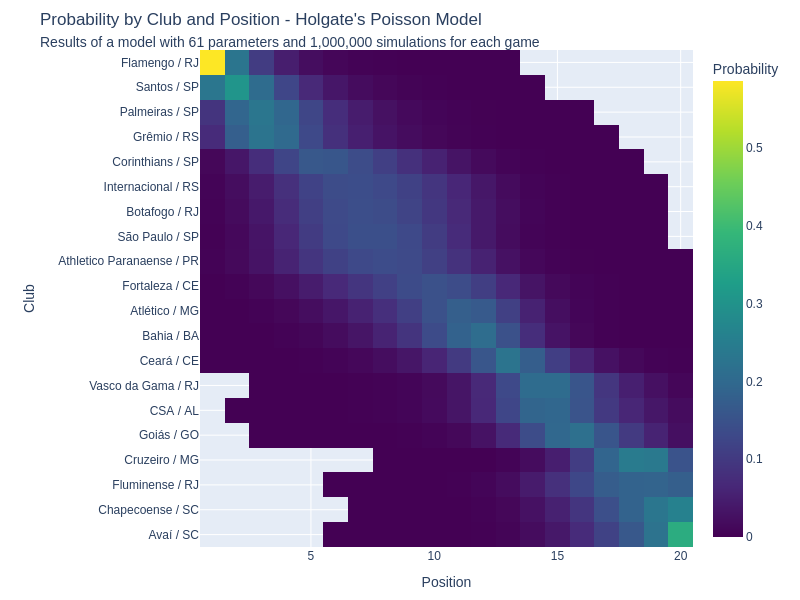 Probability by Club and Position - Holgate's Poisson Model
Results of a model with 61 parameters and 1,000,000 simulations for each game
Probability
Flamengo / RJ
Santos / SP
Palmeiras / SP
Grêmio / RS
Corinthians / SP
Internacional / RS
Botafogo / RJ
São Paulo / SP
Athletico Paranaense / PR
Fortaleza / CE
Atlético / MG
Bahia / BA
Ceará / CE
Vasco da Gama / RJ
CSA / AL
Goiás / GO
Cruzeiro / MG
Fluminense / RJ
Chapecoense / SC
Avaí / SC
Club
5
10
15
20
Position
0.5
0.4
0.3
0.2
0.1
0